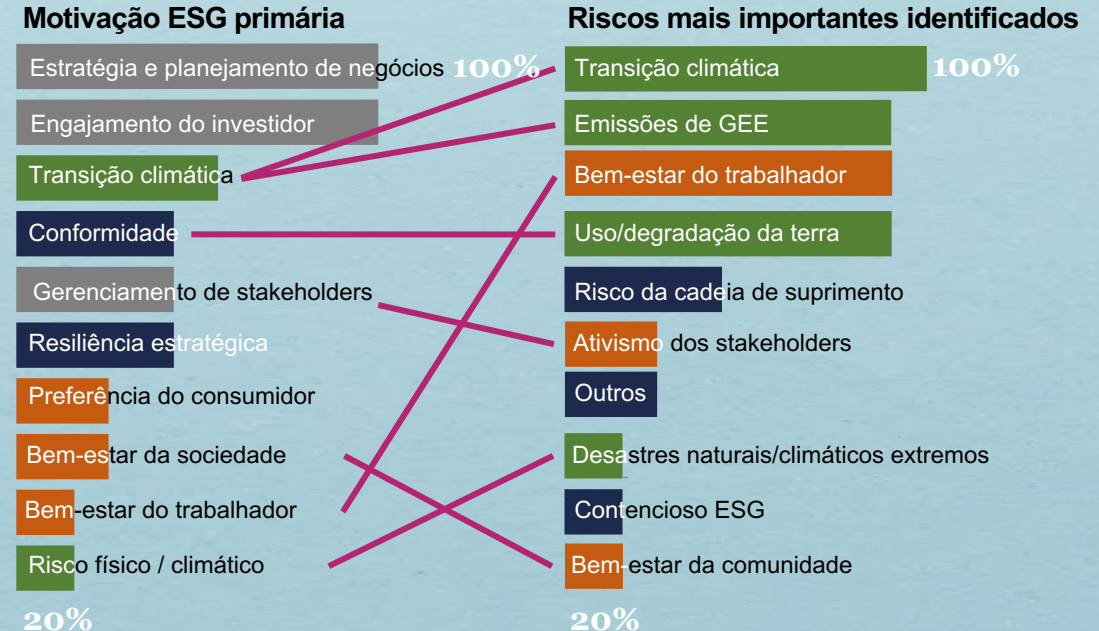 Motivação ESG primária
Estratégia e planejamento de negócios 100%
Engajamento do investidor
Transição climática
Conformidade
Gerenciamento de stakeholders
Resiliência estratégica
Preferência do consumidor
Bem-estar da sociedade
Bem-estar do trabalhador
Risco físico / climático
20%
Riscos mais importantes identificados
Transição climática 100%
Emissões de GEE
Bem-estar do trabalhador
Uso/degradação da terra
Risco da cadeia de suprimento
Ativismo dos stakeholders
Outros
Desastres naturais/climáticos extremos
Contencioso ESG
Bem-estar da comunidade
20%